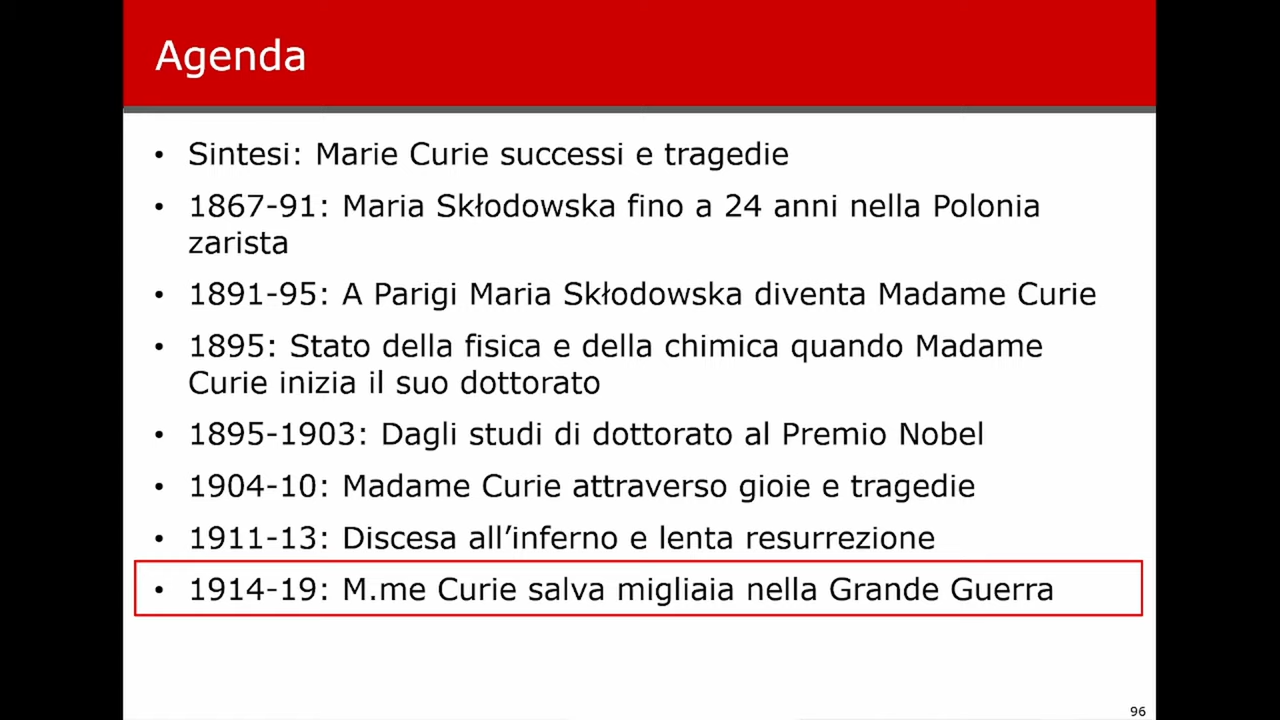 Agenda
• Sintesi: Marie Curie successi e tragedie
• 1867-91: Maria Skłodowska fino a 24 anni nella Polonia
zarista
• 1891-95: A Parigi Maria Skłodowska diventa Madame Curie
• 1895: Stato della fisica e della chimica quando Madame
Curie inizia il suo dottorato
• 1895-1903: Dagli studi di dottorato al Premio Nobel
• 1904-10: Madame Curie attraverso gioie e tragedie
• 1911-13: Discesa all’inferno e lenta resurrezione
• 1914-19: M.me Curie salva migliaia nella Grande Guerra
96